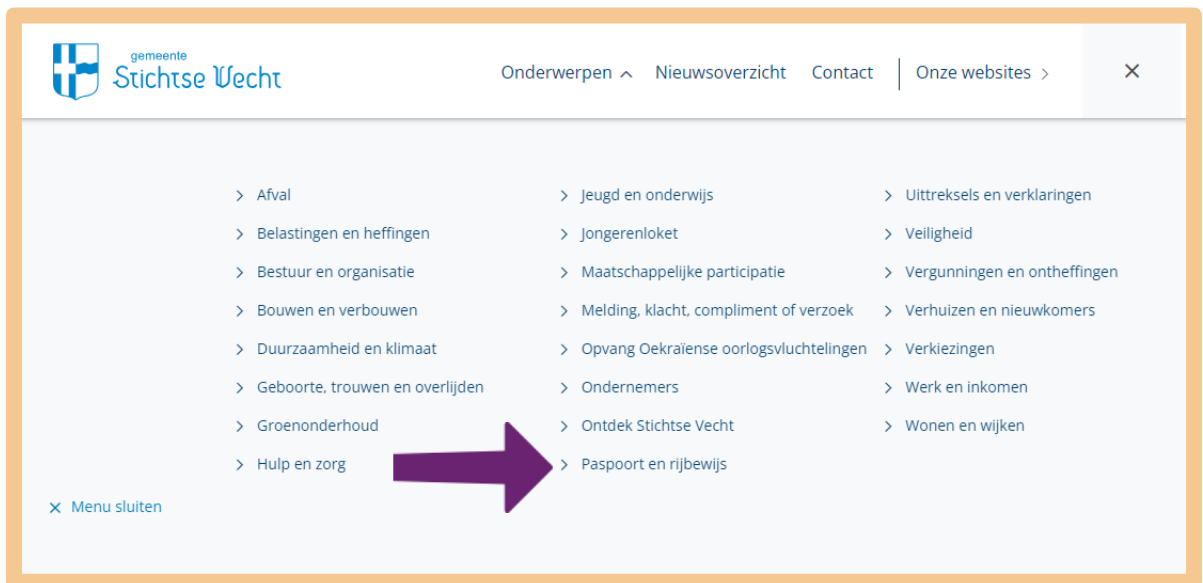 gemeente
Stichtse Vecht
Onderwerpen Nieuwsoverzicht Contact Onze websites
Afval
Belastingen en heffingen
Bestuur en organisatie
Bouwen en verbouwen
Duurzaamheid en klimaat
Geboorte, trouwen en overlijden
Groenonderhoud
Hulp en zorg
Jeugd en onderwijs
Jongerenloket
Maatschappelijke participatie
Melding, klacht, compliment of verzoek
Opvang Oekraïense oorlogsvluchtelingen
Ondernemers
Ontdek Stichtse Vecht
Paspoort en rijbewijs
Uittreksels en verklaringen
Veiligheid
Vergunningen en ontheffingen
Verhuizen en nieuwkomers
Verkiezingen
Werk en inkomen
Wonen en wijken
Menu sluiten